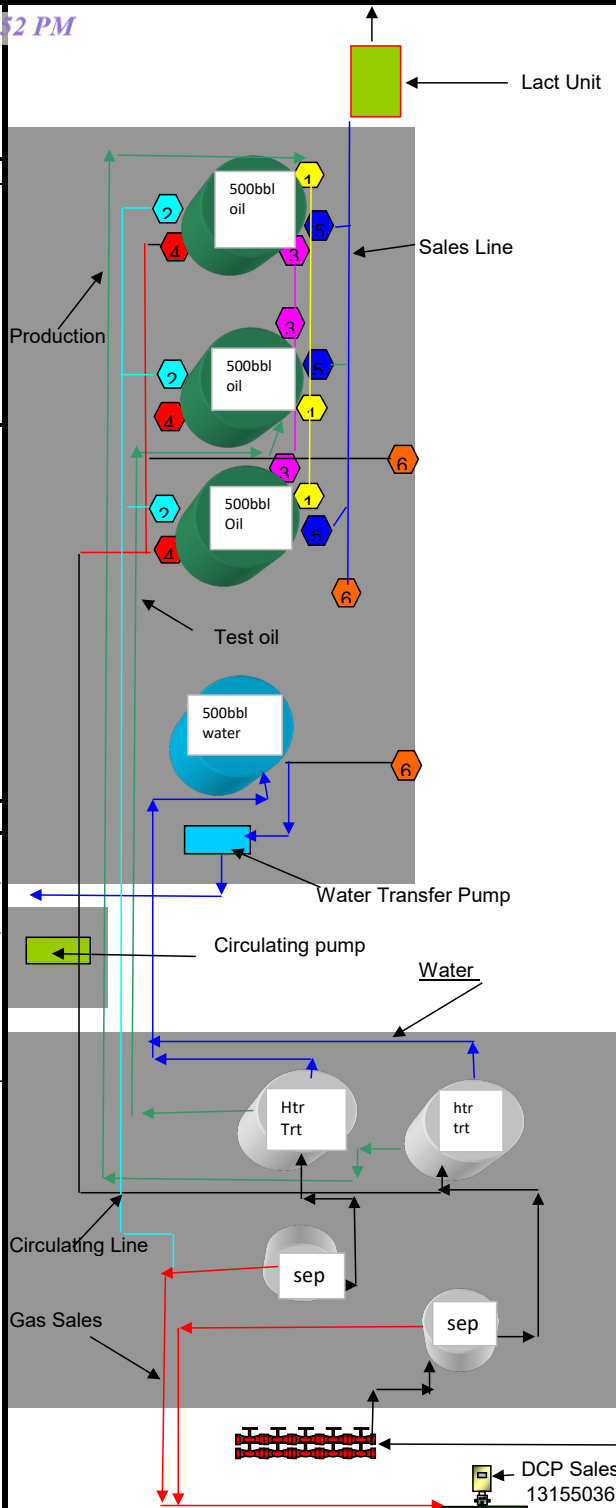 52 PM
Lact Unit
500bbl
oil
1
2
5
4
3
Sales Line
3
Production
500bbl
oil
5
2
1
4
6
3
500bbl
Oil
1
2
5
4
6
Test oil
500bbl
water
6
Water Transfer Pump
Circulating pump
Water
Htr
Trt
htr
trt
Circulating Line
sep
Gas Sales
sep
DCP Sales
13155036